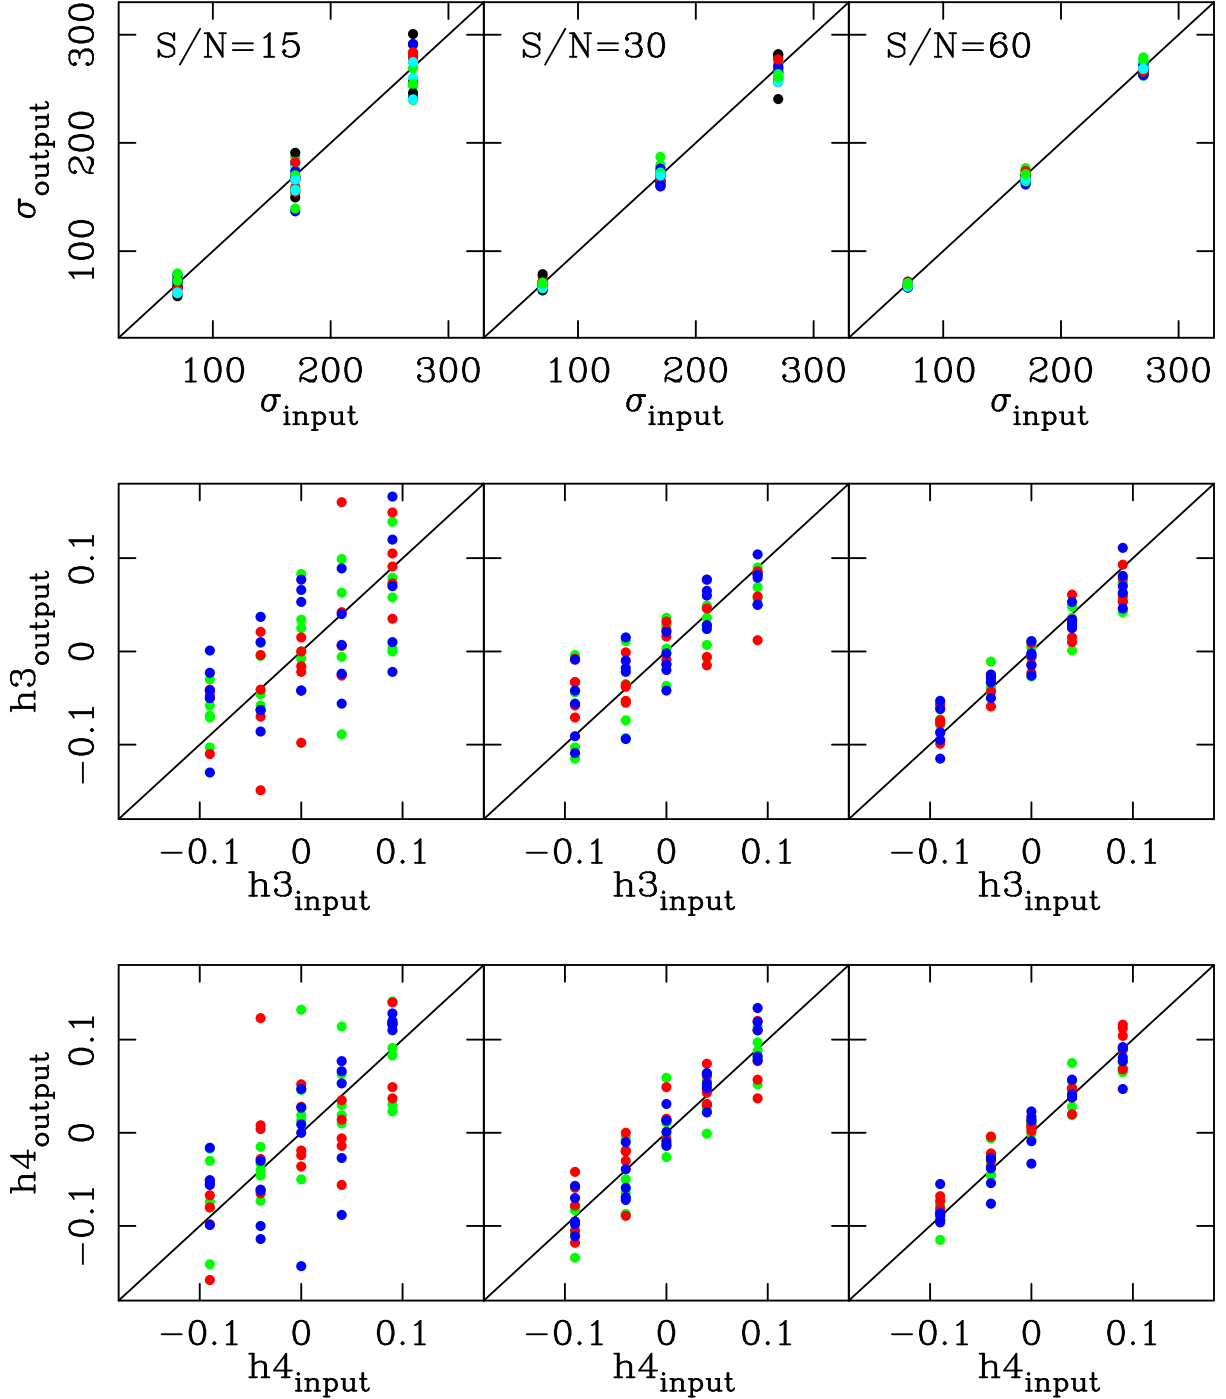 300
200
100
σoutput
S/N=15
S/N=30
S/N=60
100 200 300 100 200 300 100 200 300
σinput σinput σinput
0.1
0
−0.1
h3output
−0.1 0 0.1 −0.1 0 0.1 −0.1 0 0.1
h3input h3input h3input
0.1
0
−0.1
h4output
−0.1 0 0.1 −0.1 0 0.1 −0.1 0 0.1
h4input h4input h4input